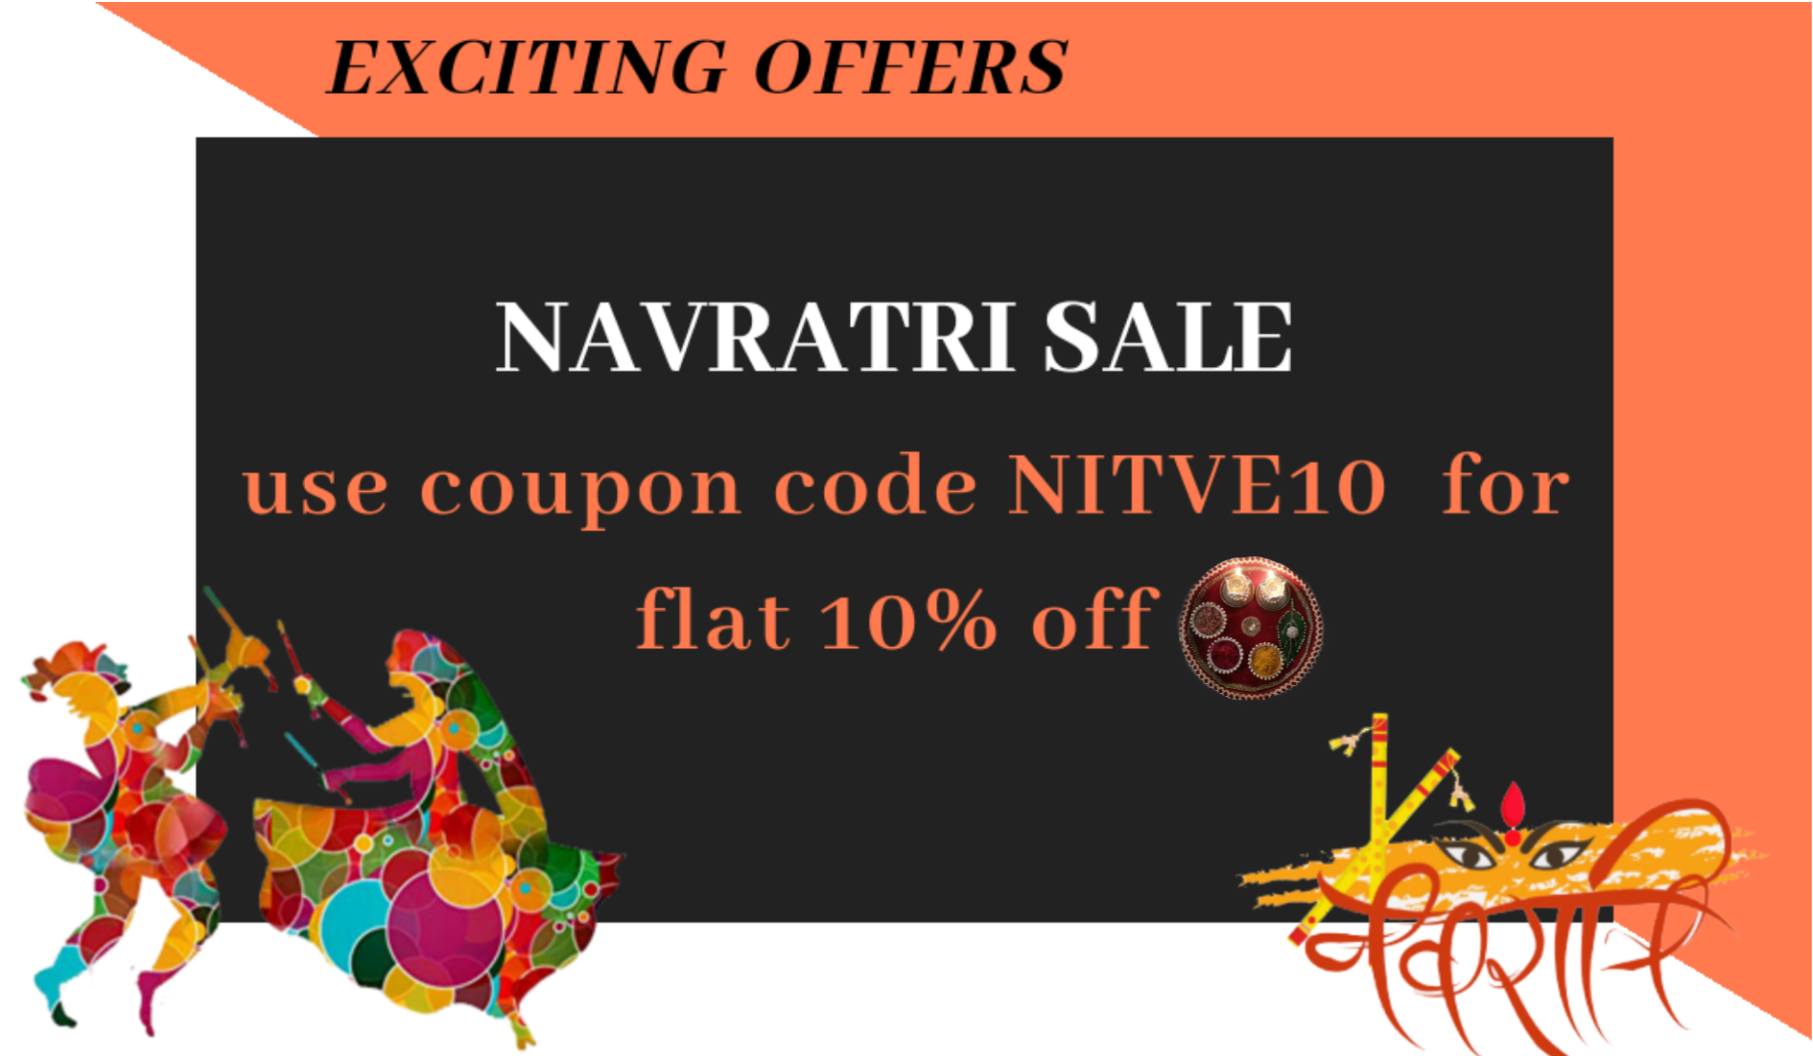 EXCITING OFFERS
NAVRATRI SALE
use coupon code NITVE10 for
flat 10% off
नवरात्रि